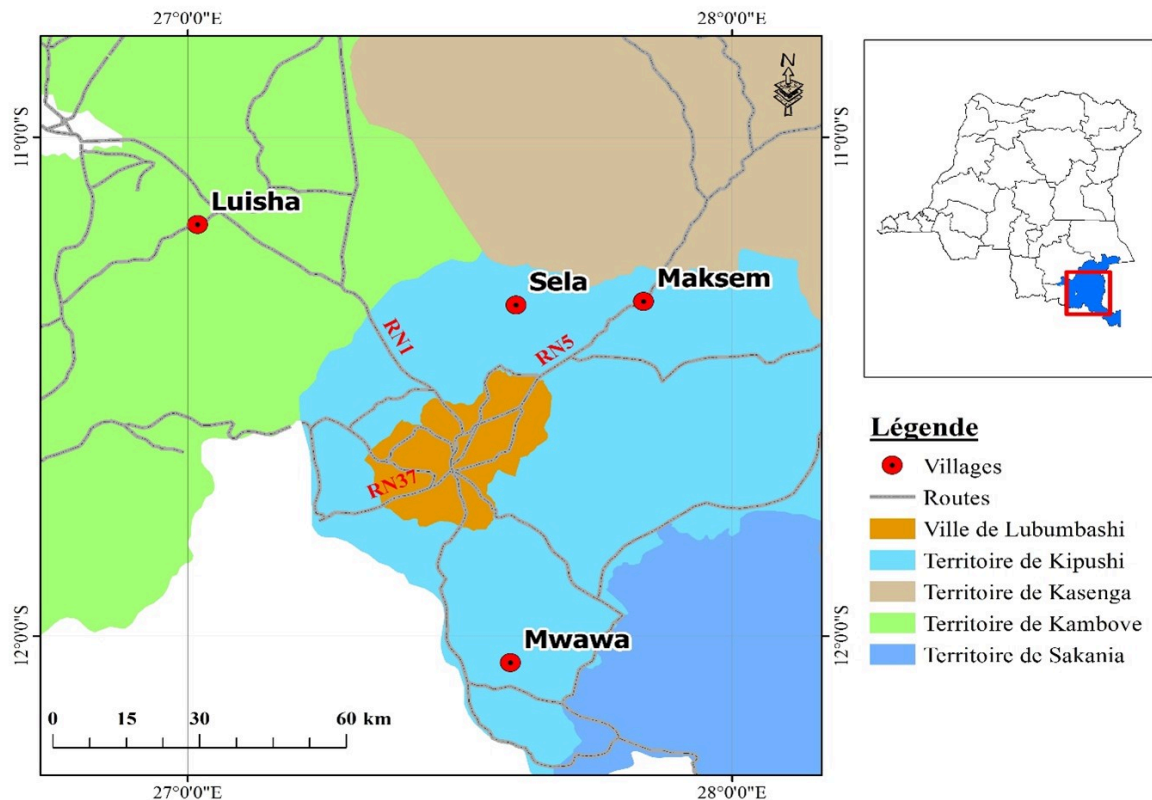 27°0'0"E 28°0'0"E
N
11°0'0"S 11°0'0"S
Luisha
Sela Maksem
RN1 RN5
RN37
12°0'0"S 12°0'0"S
Mwawa
0 15 30 60 km
27°0'0"E 28°0'0"E
Légende
Villages
Routes
Ville de Lubumbashi
Territoire de Kipushi
Territoire de Kasenga
Territoire de Kambove
Territoire de Sakania